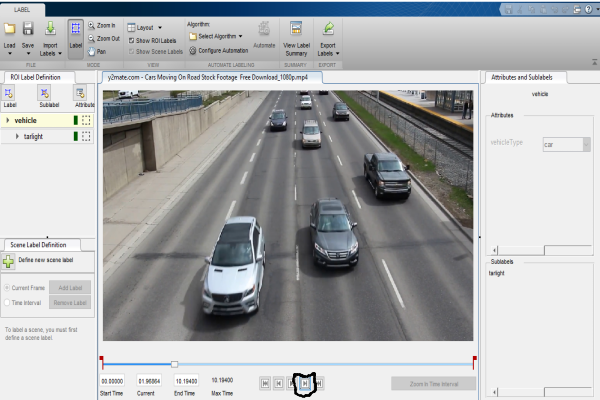 LABEL
Load
Save
Import Labels
FILE
Label
Zoom In
Zoom Out
Pan
MODE
Layout
Show ROI Labels
Show Scene Labels
VIEW
Algorithm:
Select Algorithm
Configure Automation
Automate
AUTOMATE LABELING
View Label Summary
SUMMARY
Export Labels
EXPORT
ROI Label Definition
Label
Sublabel
Attribute
vehicle
tarlight
Scene Label Definition
Define new scene label
Current Frame
Add Label
Time Interval
Remove Label
To label a scene, you must first
define a scene label.
y2mate.com - Cars Moving On Road Stock Footage Free Download_1080p.mp4
00.00000
01.96864
10.19400
10.19400
Start Time
Current
End Time
Max Time
Zoom In Time Interval
Attributes and Sublabels
vehicle
Attributes
vehicleType
car
Sublabels
tarlight